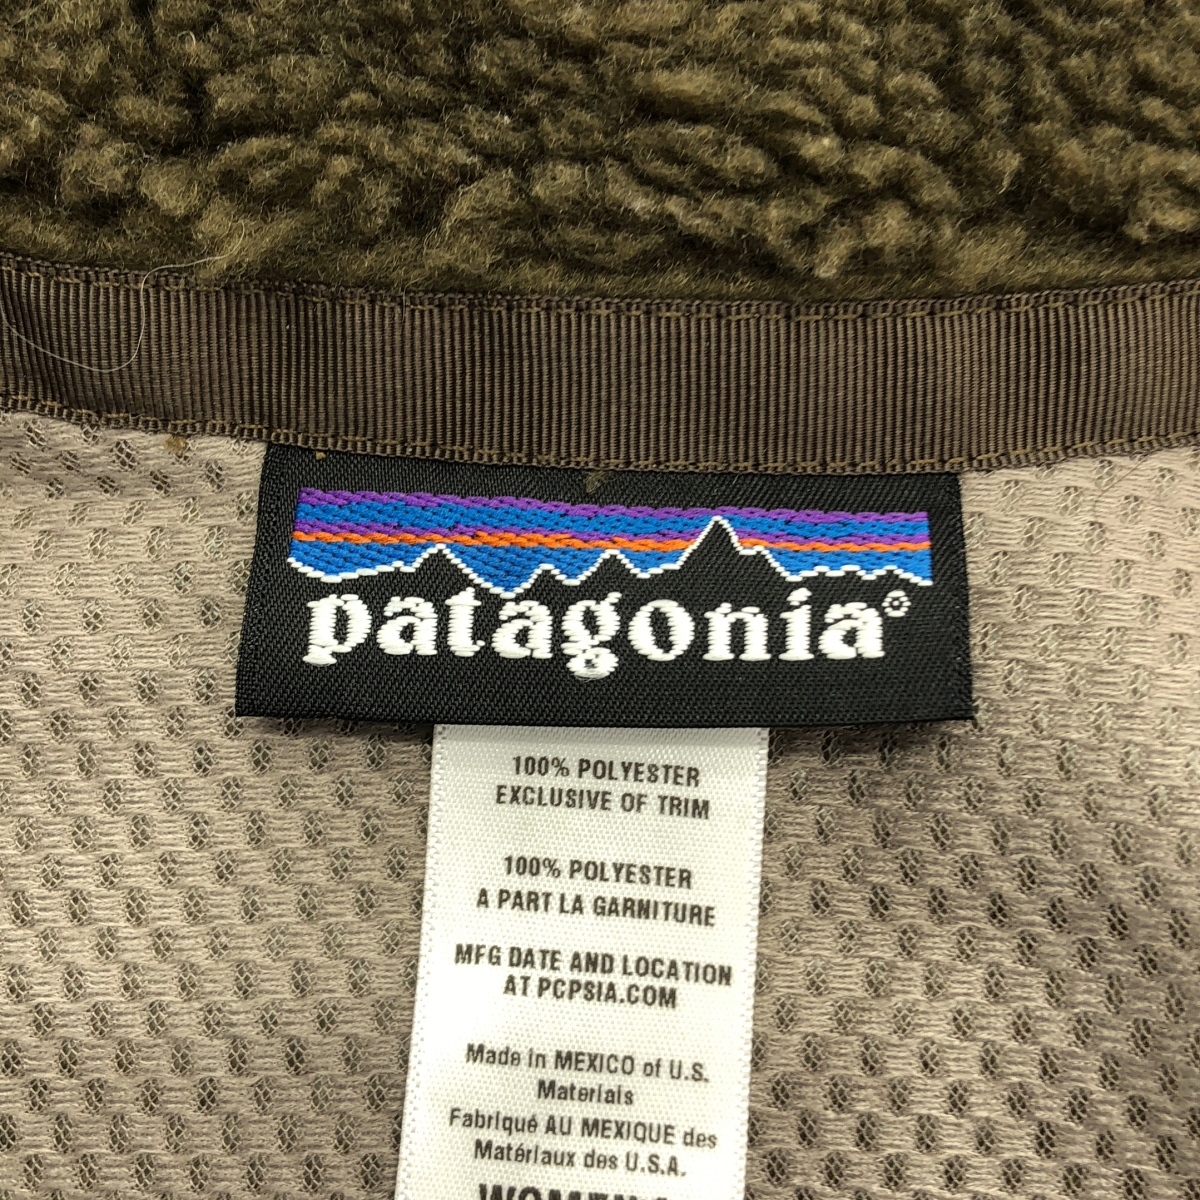 patagonia®
100% POLYESTER
EXCLUSIVE OF TRIM
100% POLYESTER
A PART LA GARNITURE
MFG DATE AND LOCATION
AT PCPSIA.COM
Made in MEXICO of U.S.
Materials
Fabriqué AU MEXIQUE des
Matériaux des U.S.A.